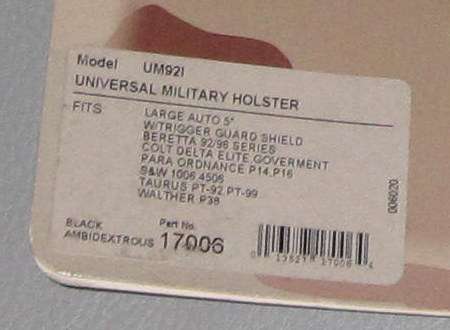 Model UM92I
UNIVERSAL MILITARY HOLSTER
FITS: LARGE AUTO 5"
W/TRIGGER GUARD SHIELD
BERETTA 92/96 SERIES
COLT DELTA ELITE GOVERMENT
PARA ORDNANCE P14,P16
S&W 1006,4506
TAURUS PT-92,PT-99
WALTHER P38
BLACK
AMBIDEXTROUS
Part No.
17006
006020